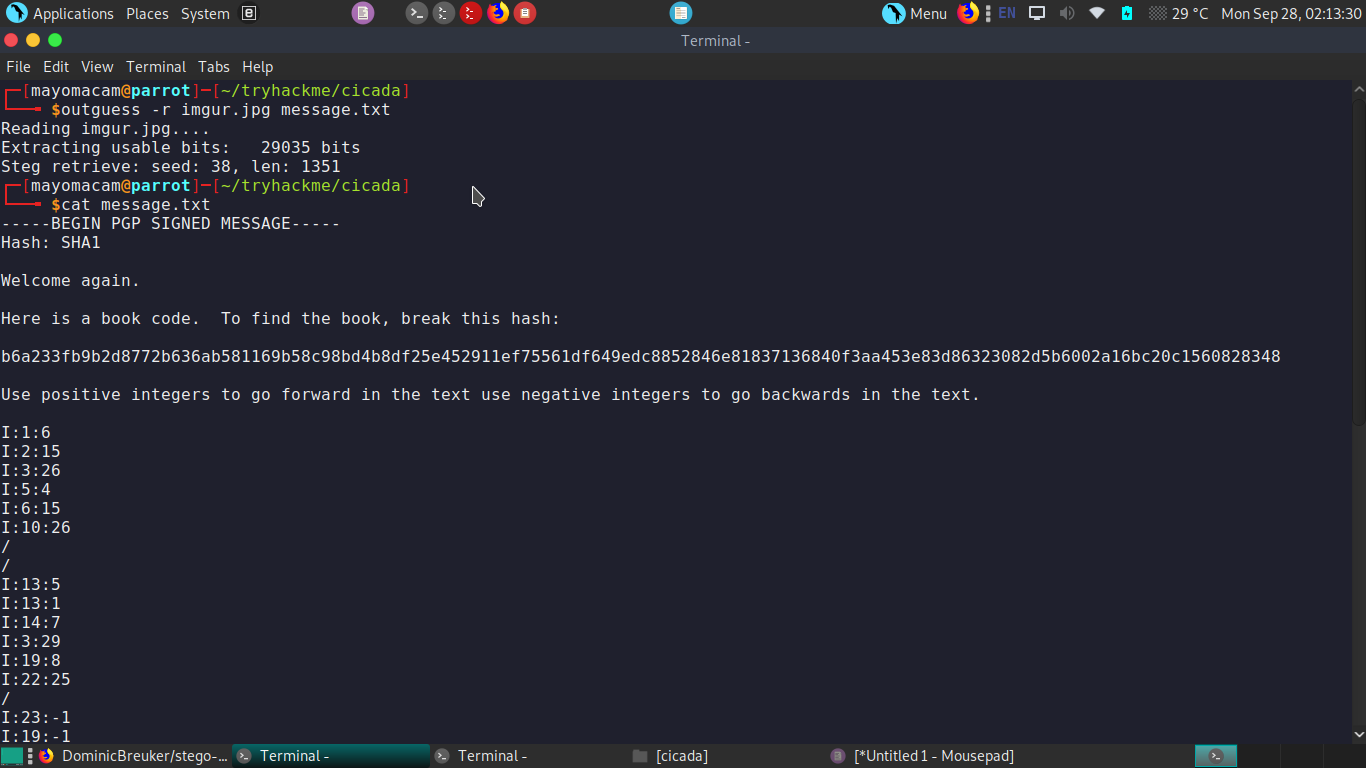 Applications Places System Menu EN 29 °C Mon Sep 28, 02:13:30
Terminal -
File Edit View Terminal Tabs Help
┌─[mayomacam@parrot]─[~/tryhackme/cicada]
└──╼ $outguess -r imgur.jpg message.txt
Reading imgur.jpg....
Extracting usable bits:   29035 bits
Steg retrieve: seed: 38, len: 1351
┌─[mayomacam@parrot]─[~/tryhackme/cicada]
└──╼ $cat message.txt
-----BEGIN PGP SIGNED MESSAGE-----
Hash: SHA1
Welcome again.
Here is a book code.  To find the book, break this hash:
b6a233fb9b2d8772b636ab581169b58c98bd4b8df25e452911ef75561df649edc8852846e81837136840f3aa453e83d86323082d5b6002a16bc20c1560828348
Use positive integers to go forward in the text use negative integers to go backwards in the text.
I:1:6
I:2:15
I:3:26
I:5:4
I:6:15
I:10:26
/
/
I:13:5
I:13:1
I:14:7
I:3:29
I:19:8
I:22:25
/
I:23:-1
I:19:-1
DominicBreuker/stego-... Terminal - Terminal - [cicada] [*Untitled 1 - Mousepad]